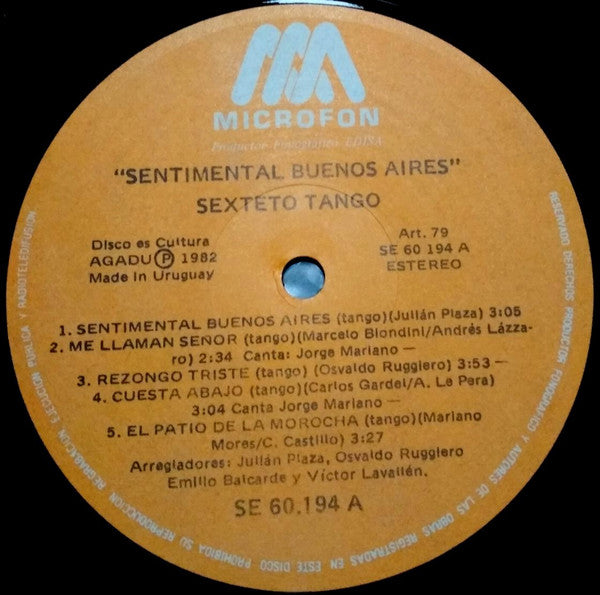 MICROFON
Productor Fonográfico EDISA
"SENTIMENTAL BUENOS AIRES"
SEXTETO TANGO
Disco es Cultura
AGADU Ⓟ 1982
Made in Uruguay
Art. 79
SE 60 194 A
ESTEREO
1. SENTIMENTAL BUENOS AIRES (tango)(Julián Plaza) 3:05
2. ME LLAMAN SEÑOR (tango)(Marcelo Biondini/Andrés Lázza-
ro) 2:34 Canta: Jorge Mariano —
3. REZONGO TRISTE (tango) (Osvaldo Ruggiero) 3:53 —
4. CUESTA ABAJO (tango)(Carlos Gardel/A. Le Pera)
3:04 Canta Jorge Mariano —
5. EL PATIO DE LA MOROCHA (tango)(Mariano
Mores/C. Castillo) 3:27
Arregladores: Julián Plaza, Osvaldo Ruggiero
Emilio Balcarde y Víctor Lavallén.
SE 60.194 A
RESERVADO DERECHOS PRODUCTOR FONOGRAFICO Y AUTORES DE LAS OBRAS REGISTRADAS EN ESTE DISCO PROHIBIDA SU REPRODUCCION REGRABACION EJECUCION PUBLICA Y RADIOTELEDIFUSION